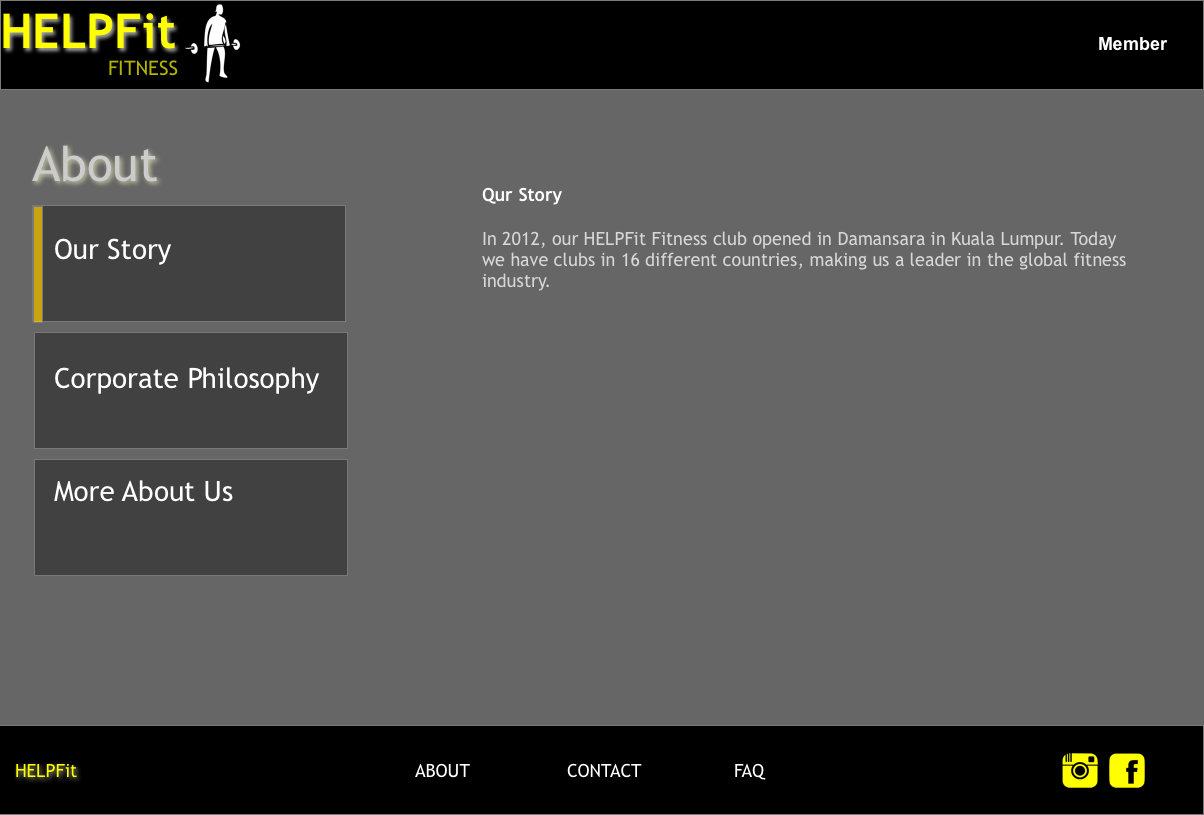 HELPFit
FITNESS
Member
About
Our Story
Corporate Philosophy
More About Us
Qur Story
In 2012, our HELPFit Fitness club opened in Damansara in Kuala Lumpur. Today
we have clubs in 16 different countries, making us a leader in the global fitness
industry.
HELPFit
ABOUT
CONTACT
FAQ